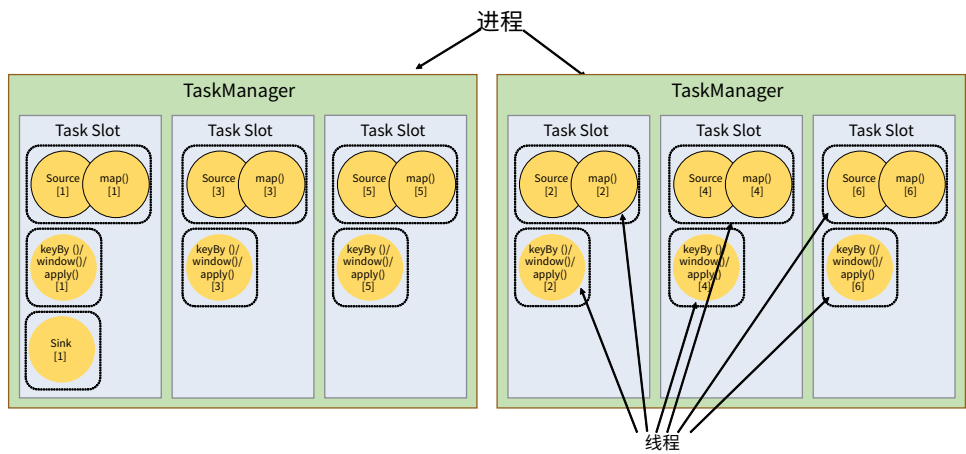 进程
TaskManager
Task Slot
Source
[1]
map()
[1]
keyBy ()/
window()/
apply()
[1]
Sink
[1]
Task Slot
Source
[3]
map()
[3]
keyBy ()/
window()/
apply()
[3]
Task Slot
Source
[5]
map()
[5]
keyBy ()/
window()/
apply()
[5]
TaskManager
Task Slot
Source
[2]
map()
[2]
keyBy ()/
window()/
apply()
[2]
Task Slot
Source
[4]
map()
[4]
keyBy ()/
window()/
apply()
[4]
Task Slot
Source
[6]
map()
[6]
keyBy ()/
window()/
apply()
[6]
线程